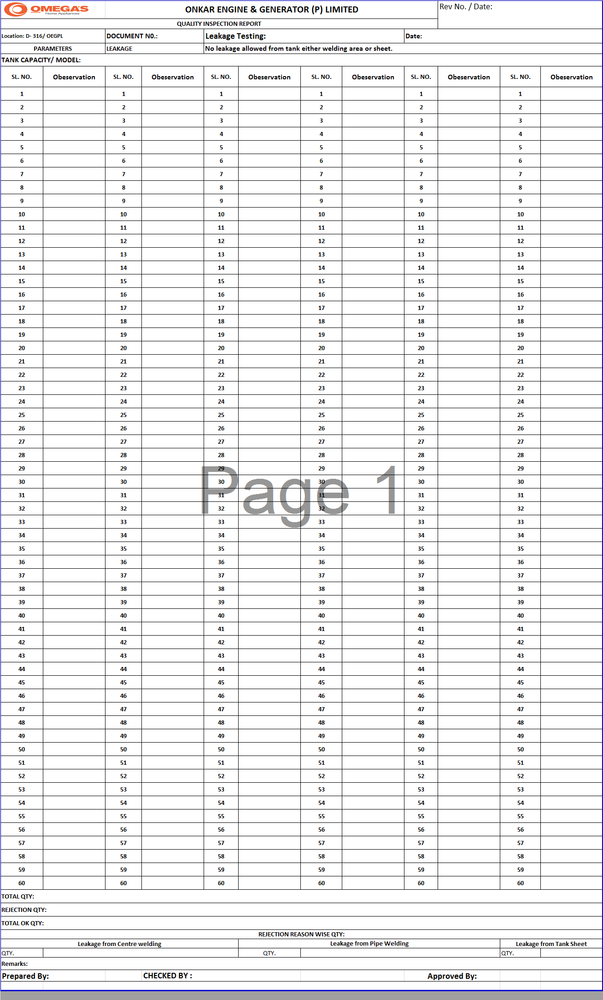 OMEGA'S
Home Appliances
ONKAR ENGINE & GENERATOR (P) LIMITED
Rev No. / Date:
QUALITY INSPECTION REPORT
Location: D- 316/ OEGPL DOCUMENT N0.: Leakage Testing: Date:
PARAMETERS LEAKAGE No leakage allowed from tank either welding area or sheet.
TANK CAPACITY/ MODEL:
SL. NO. Obeservation SL. NO. Obeservation SL. NO. Obeservation SL. NO. Obeservation SL. NO. Obeservation SL. NO. Obeservation
1 1 1 1 1 1
2 2 2 2 2 2
3 3 3 3 3 3
4 4 4 4 4 4
5 5 5 5 5 5
6 6 6 6 6 6
7 7 7 7 7 7
8 8 8 8 8 8
9 9 9 9 9 9
10 10 10 10 10 10
11 11 11 11 11 11
12 12 12 12 12 12
13 13 13 13 13 13
14 14 14 14 14 14
15 15 15 15 15 15
16 16 16 16 16 16
17 17 17 17 17 17
18 18 18 18 18 18
19 19 19 19 19 19
20 20 20 20 20 20
21 21 21 21 21 21
22 22 22 22 22 22
23 23 23 23 23 23
24 24 24 24 24 24
25 25 25 25 25 25
26 26 26 26 26 26
27 27 27 27 27 27
28 28 28 28 28 28
29 29 29 29 29 29
30 30 30 30 30 30
31 31 31 31 31 31
Page 1
32 32 32 32 32 32
33 33 33 33 33 33
34 34 34 34 34 34
35 35 35 35 35 35
36 36 36 36 36 36
37 37 37 37 37 37
38 38 38 38 38 38
39 39 39 39 39 39
40 40 40 40 40 40
41 41 41 41 41 41
42 42 42 42 42 42
43 43 43 43 43 43
44 44 44 44 44 44
45 45 45 45 45 45
46 46 46 46 46 46
47 47 47 47 47 47
48 48 48 48 48 48
49 49 49 49 49 49
50 50 50 50 50 50
51 51 51 51 51 51
52 52 52 52 52 52
53 53 53 53 53 53
54 54 54 54 54 54
55 55 55 55 55 55
56 56 56 56 56 56
57 57 57 57 57 57
58 58 58 58 58 58
59 59 59 59 59 59
60 60 60 60 60 60
TOTAL QTY:
REJECTION QTY:
TOTAL OK QTY:
REJECTION REASON WISE QTY:
Leakage from Centre welding Leakage from Pipe Welding Leakage from Tank Sheet
QTY. QTY. QTY.
Remarks:
Prepared By: CHECKED BY : Approved By: